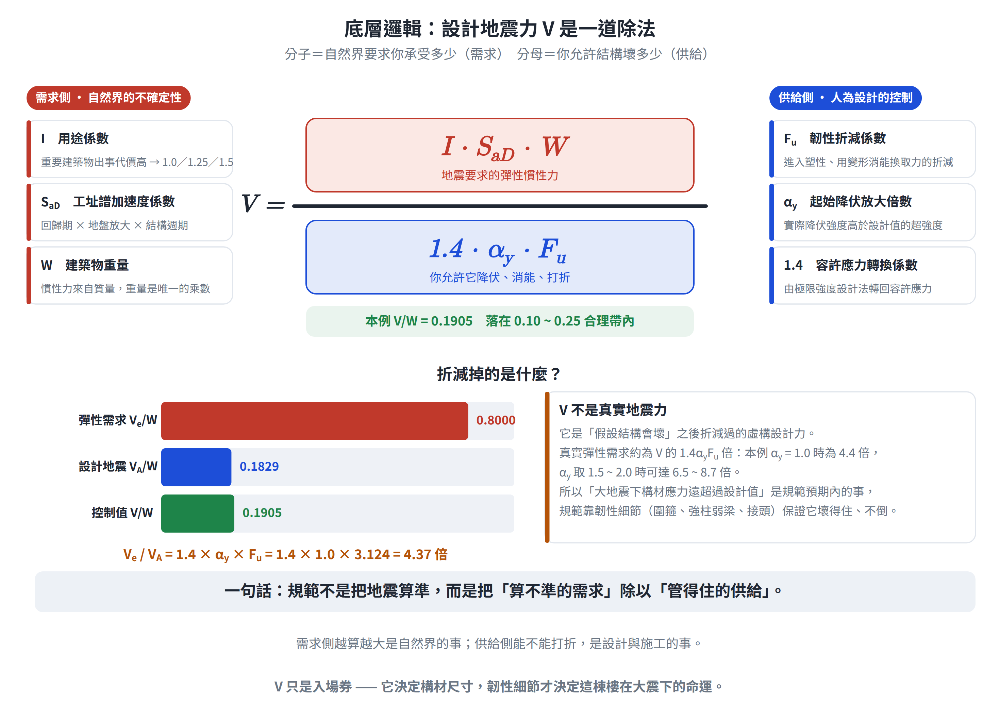 底層邏輯：設計地震力 V 是一道除法
分子＝自然界要求你承受多少（需求） 分母＝你允許結構壞多少（供給）
需求側 · 自然界的不確定性
I 用途係數
重要建築物出事代價高 → 1.0／1.25／1.5
SaD 工址譜加速度係數
回歸期 × 地盤放大 × 結構週期
W 建築物重量
慣性力來自質量，重量是唯一的乘數
V =
I · SaD · W
地震要求的彈性慣性力
1.4 · αy · Fu
你允許它降伏、消能、打折
本例 V/W = 0.1905 落在 0.10 ~ 0.25 合理帶內
供給側 · 人為設計的控制
Fu 韌性折減係數
進入塑性、用變形消能換取力的折減
αy 起始降伏放大倍數
實際降伏強度高於設計值的超強度
1.4 容許應力轉換係數
由極限強度設計法轉回容許應力
折減掉的是什麼？
彈性需求 Ve/W 0.8000
設計地震 VA/W 0.1829
控制值 V/W 0.1905
Ve / VA = 1.4 × αy × Fu = 1.4 × 1.0 × 3.124 = 4.37 倍
V 不是真實地震力
它是「假設結構會壞」之後折減過的虛構設計力。
真實彈性需求約為 V 的 1.4αyFu 倍：本例 αy = 1.0 時為 4.4 倍，
αy 取 1.5 ~ 2.0 時可達 6.5 ~ 8.7 倍。
所以「大地震下構材應力遠超過設計值」是規範預期內的事，
規範靠韌性細節（圍箍、強柱弱梁、接頭）保證它壞得住、不倒。
一句話：規範不是把地震算準，而是把「算不準的需求」除以「管得住的供給」。
需求側越算越大是自然界的事；供給側能不能打折，是設計與施工的事。
V 只是入場券 —— 它決定構材尺寸，韌性細節才決定這棟樓在大震下的命運。